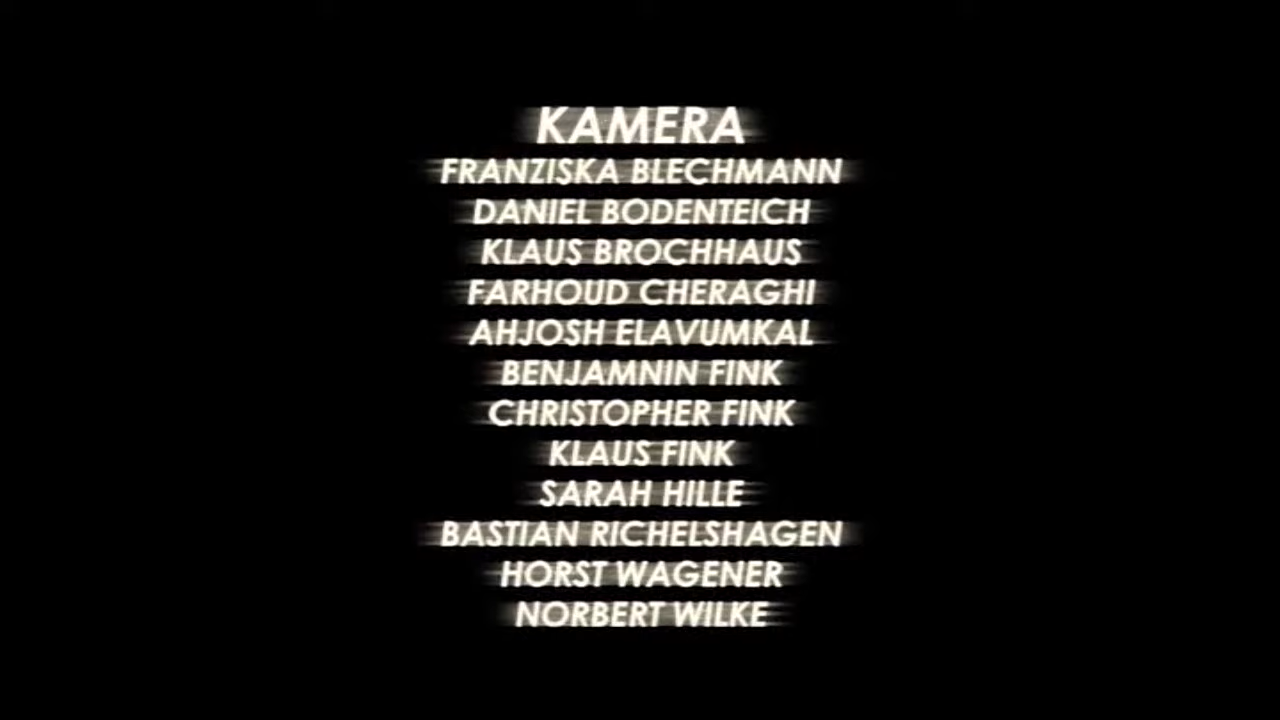 KAMERA
FRANZISKA BLECHMANN
DANIEL BODENTEICH
KLAUS BROCHHAUS
FARHOUD CHERAGHI
AHJOSH ELAVUMKAL
BENJAMNIN FINK
CHRISTOPHER FINK
KLAUS FINK
SARAH HILLE
BASTIAN RICHELSHAGEN
HORST WAGENER
NORBERT WILKE